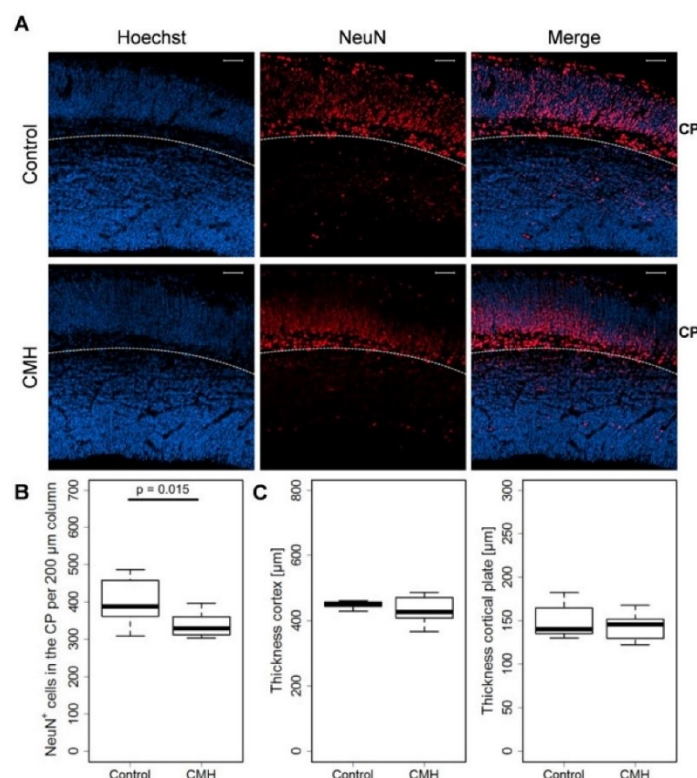 A
Hoechst NeuN Merge
Control
CP
CMH
CP
B
NeuN⁺ cells in the CP per 200 µm column
700
600
500
400
300
200
100
0
p = 0.015
Control CMH
C
Thickness cortex [µm]
800
600
400
200
0
Control CMH
Thickness cortical plate [µm]
300
250
200
150
100
50
0
Control CMH